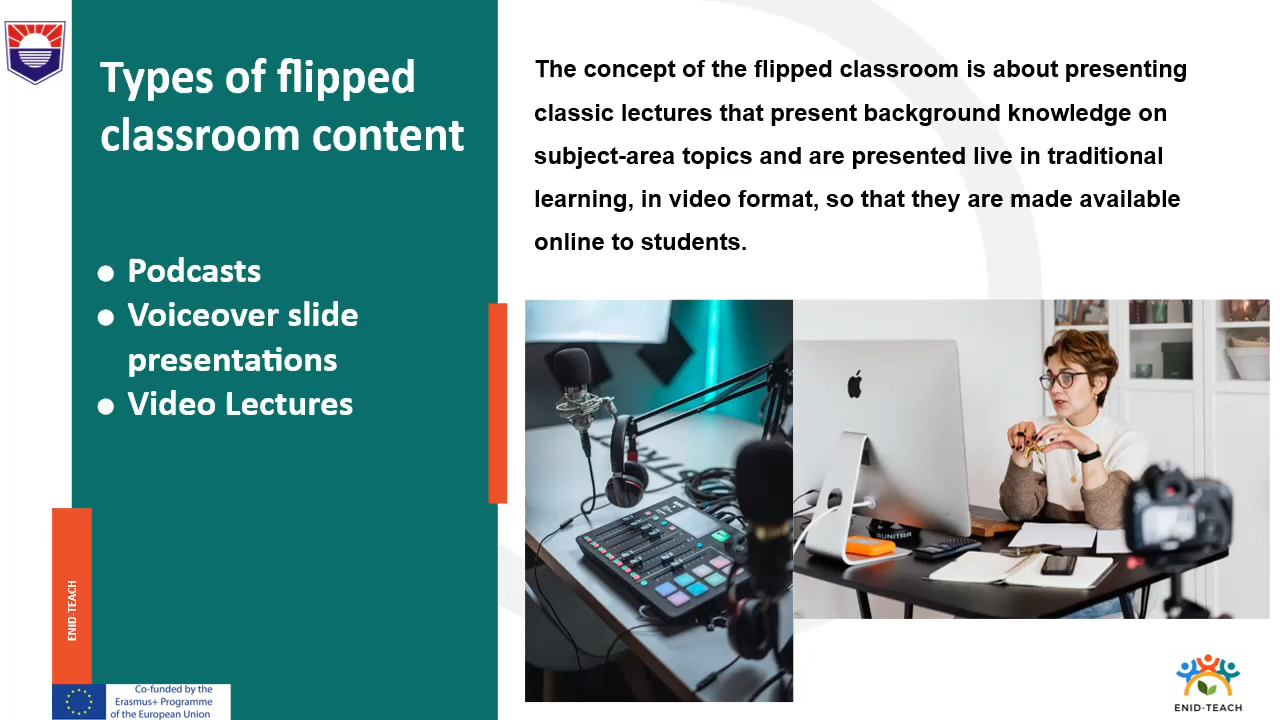 Types of flipped
classroom content
● Podcasts
● Voiceover slide
presentations
● Video Lectures
The concept of the flipped classroom is about presenting
classic lectures that present background knowledge on
subject-area topics and are presented live in traditional
learning, in video format, so that they are made available
online to students.
UNITRA
ENID-TEACH
Co-funded by the
Erasmus+ Programme
of the European Union
ENID-TEACH